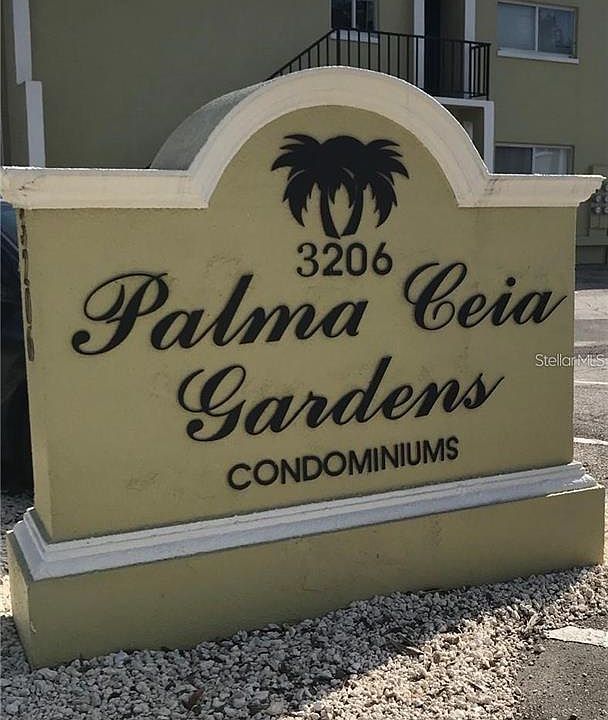 3206
Palma Ceia
Gardens
CONDOMINIUMS
StellarMLS